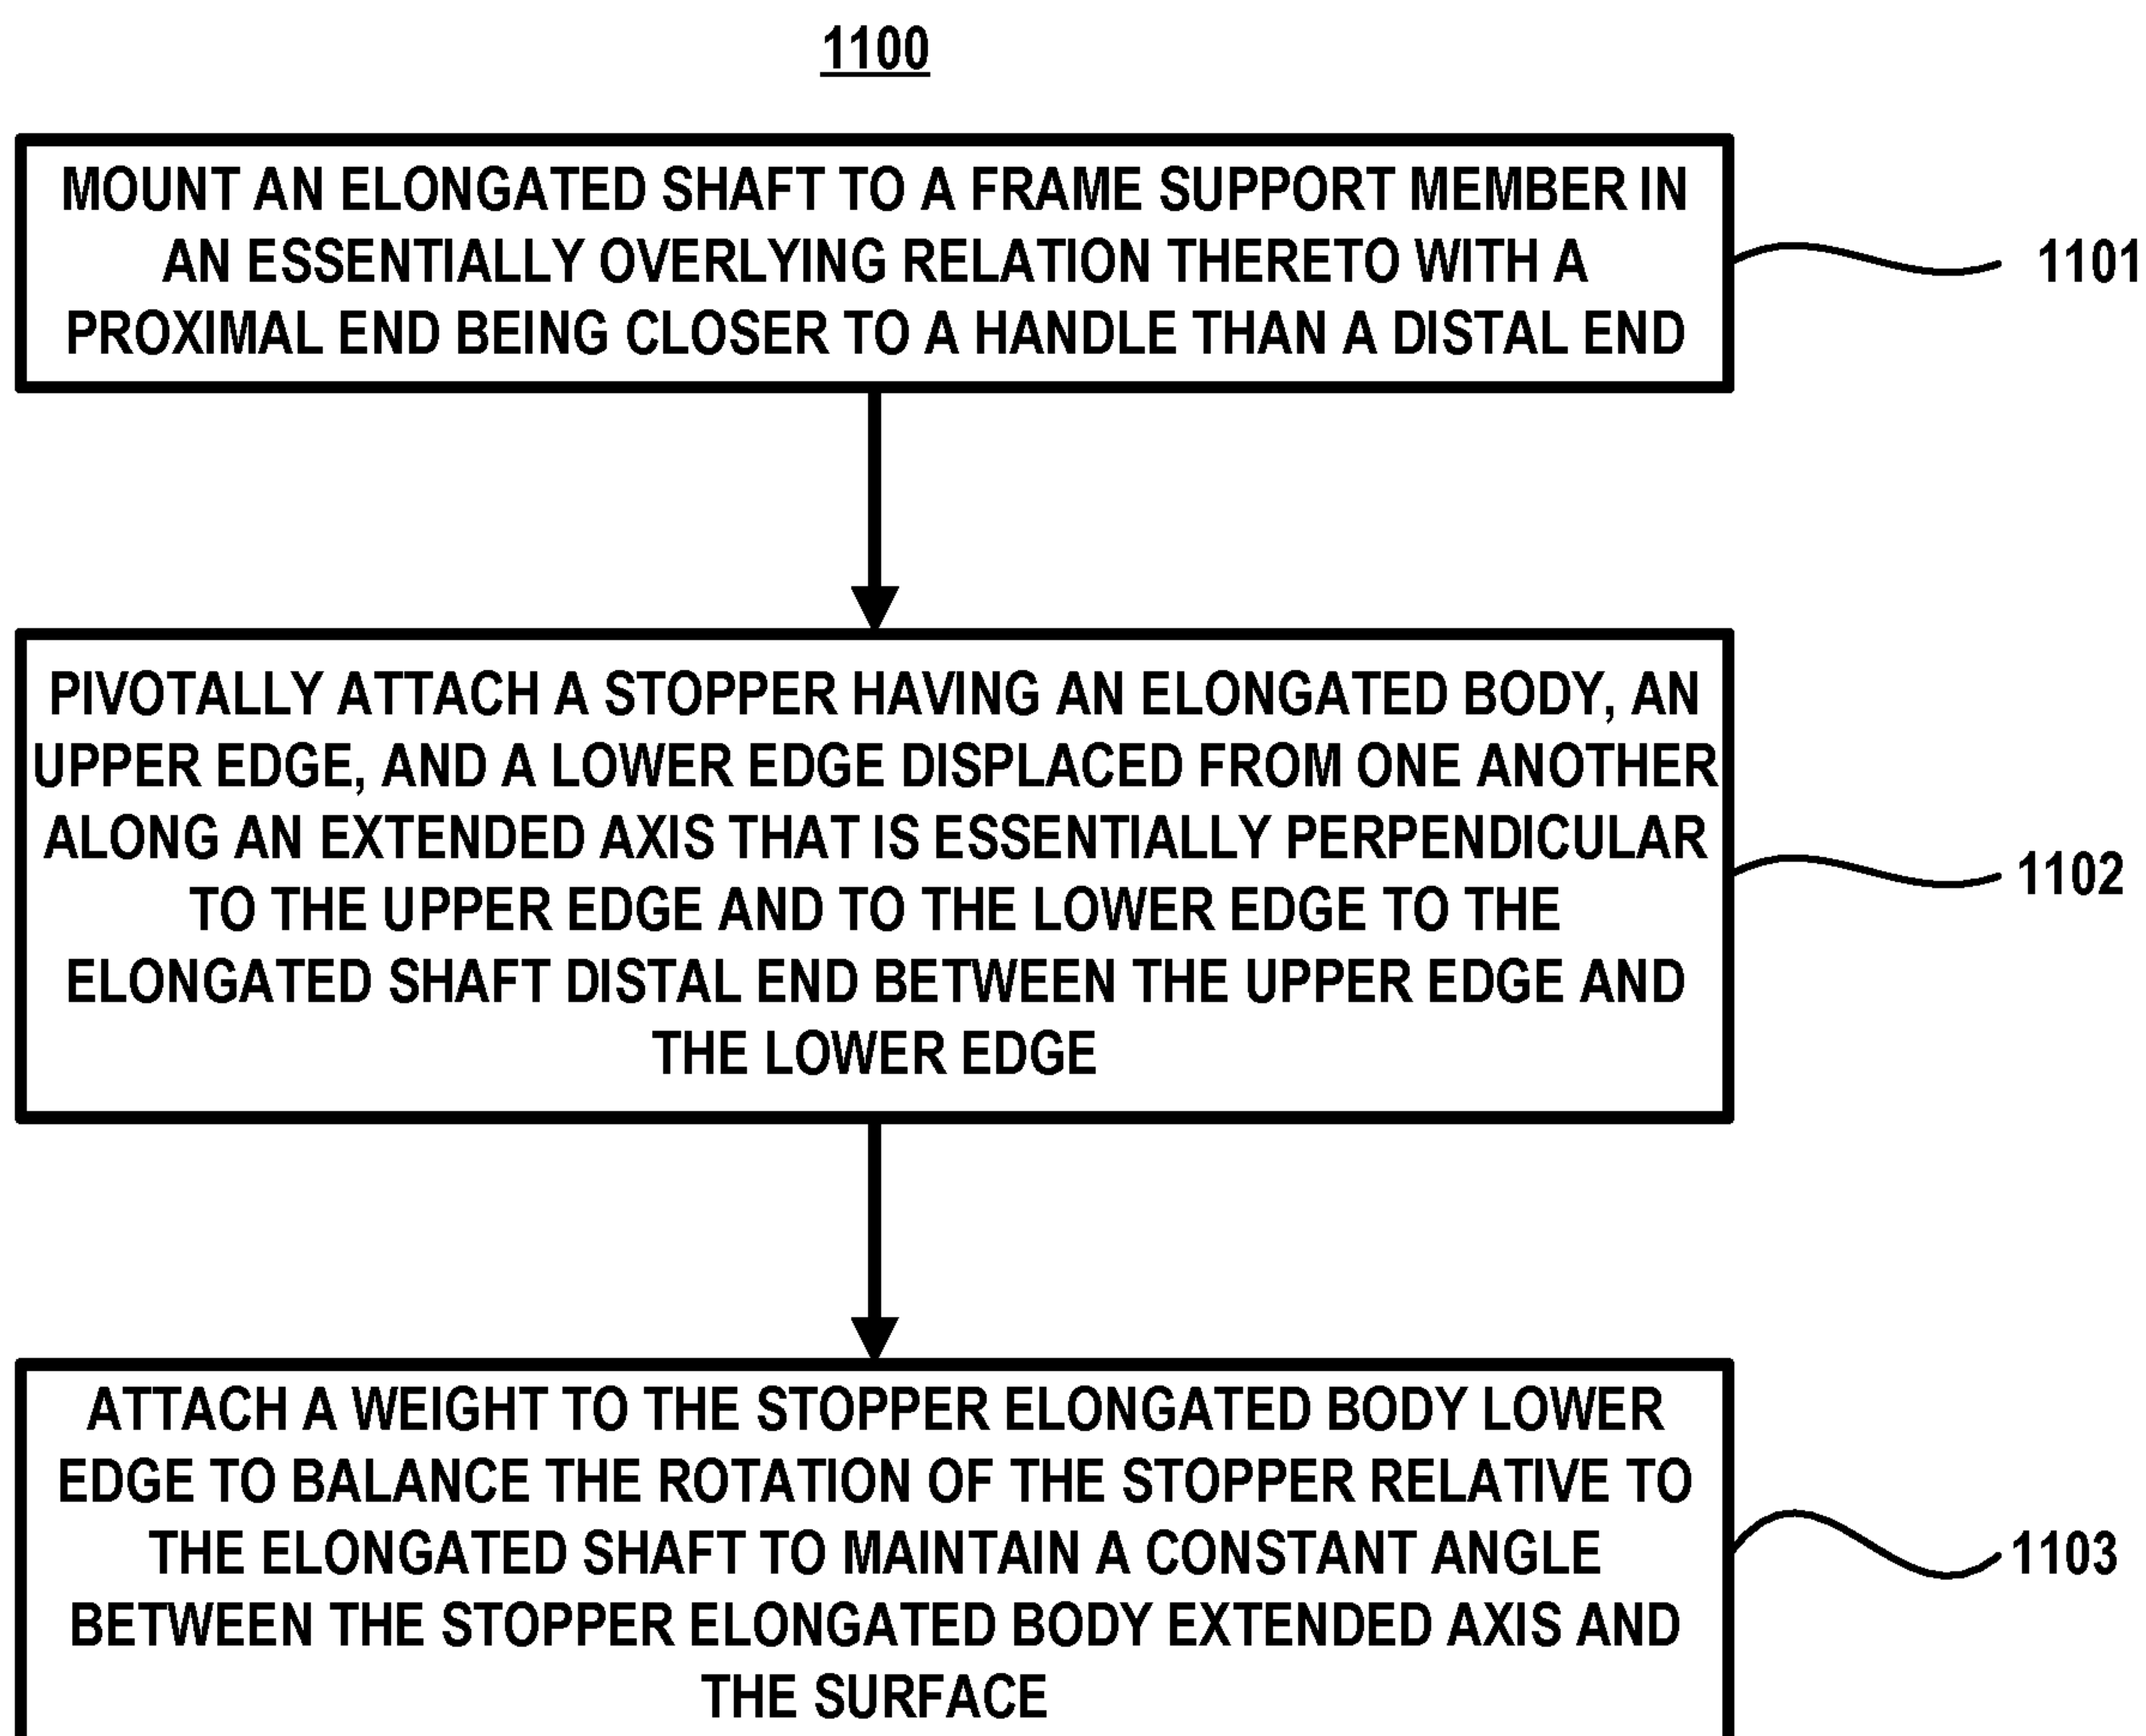 1100
MOUNT AN ELONGATED SHAFT TO A FRAME SUPPORT MEMBER IN
AN ESSENTIALLY OVERLYING RELATION THERETO WITH A
PROXIMAL END BEING CLOSER TO A HANDLE THAN A DISTAL END
1101
PIVOTALLY ATTACH A STOPPER HAVING AN ELONGATED BODY, AN
UPPER EDGE, AND A LOWER EDGE DISPLACED FROM ONE ANOTHER
ALONG AN EXTENDED AXIS THAT IS ESSENTIALLY PERPENDICULAR
TO THE UPPER EDGE AND TO THE LOWER EDGE TO THE
ELONGATED SHAFT DISTAL END BETWEEN THE UPPER EDGE AND
THE LOWER EDGE
1102
ATTACH A WEIGHT TO THE STOPPER ELONGATED BODY LOWER
EDGE TO BALANCE THE ROTATION OF THE STOPPER RELATIVE TO
THE ELONGATED SHAFT TO MAINTAIN A CONSTANT ANGLE
BETWEEN THE STOPPER ELONGATED BODY EXTENDED AXIS AND
THE SURFACE
1103